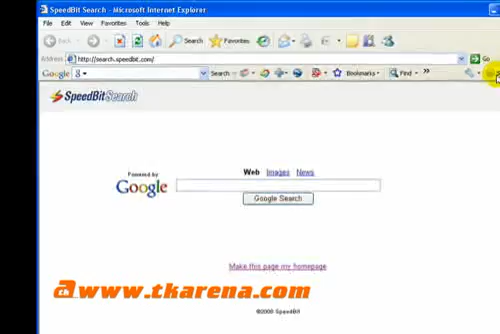 SpeedBit Search - Microsoft Internet Explorer
File Edit View Favorites Tools Help
Back Search Favorites
Address http://search.speedbit.com/ Go
Google Search Bookmarks Find
SpeedBit Search
Web Images News
Powered by
Google
Google Search
Make this page my homepage
www.tkarena.com
©2008 SpeedBit